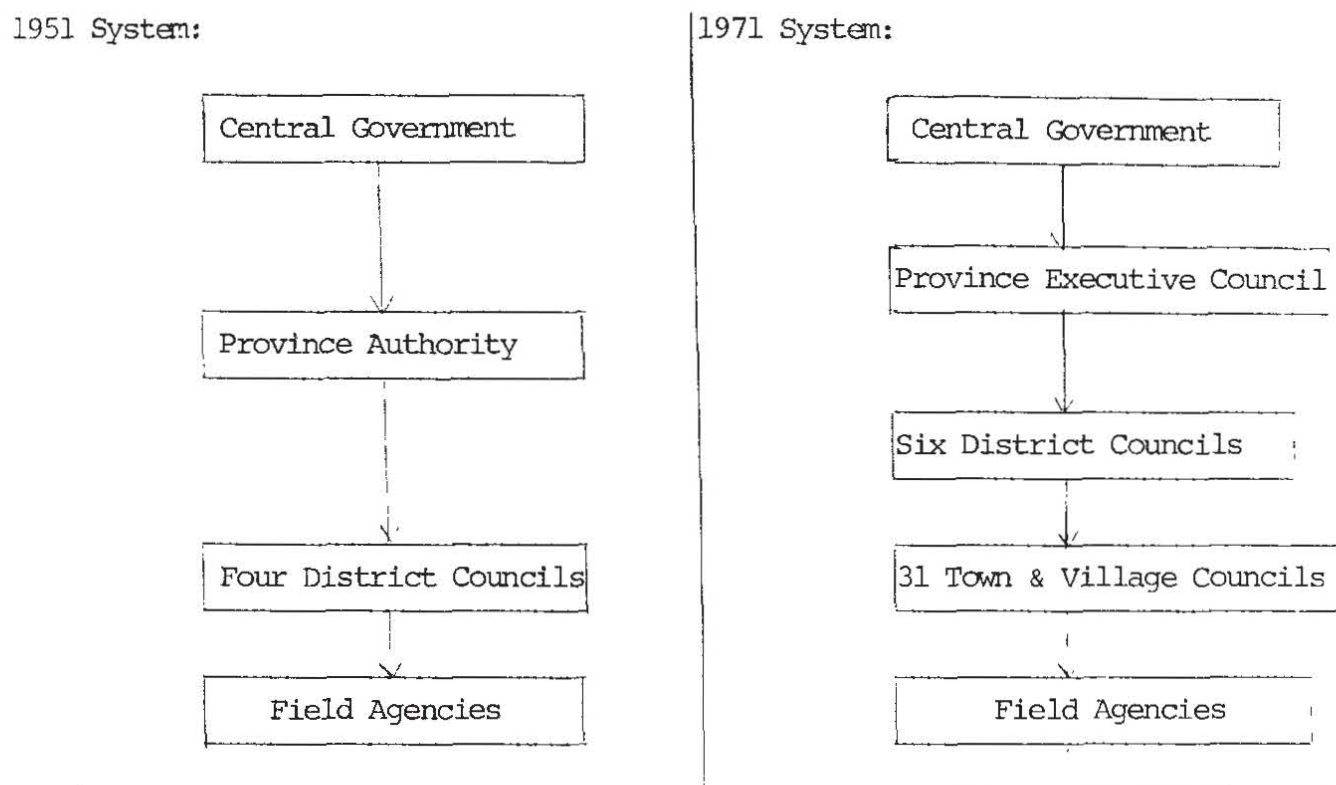 1951 System:
Central Government
Province Authority
Four District Councils
Field Agencies
1971 System:
Central Government
Province Executive Council
Six District Councils
31 Town & Village Councils
Field Agencies